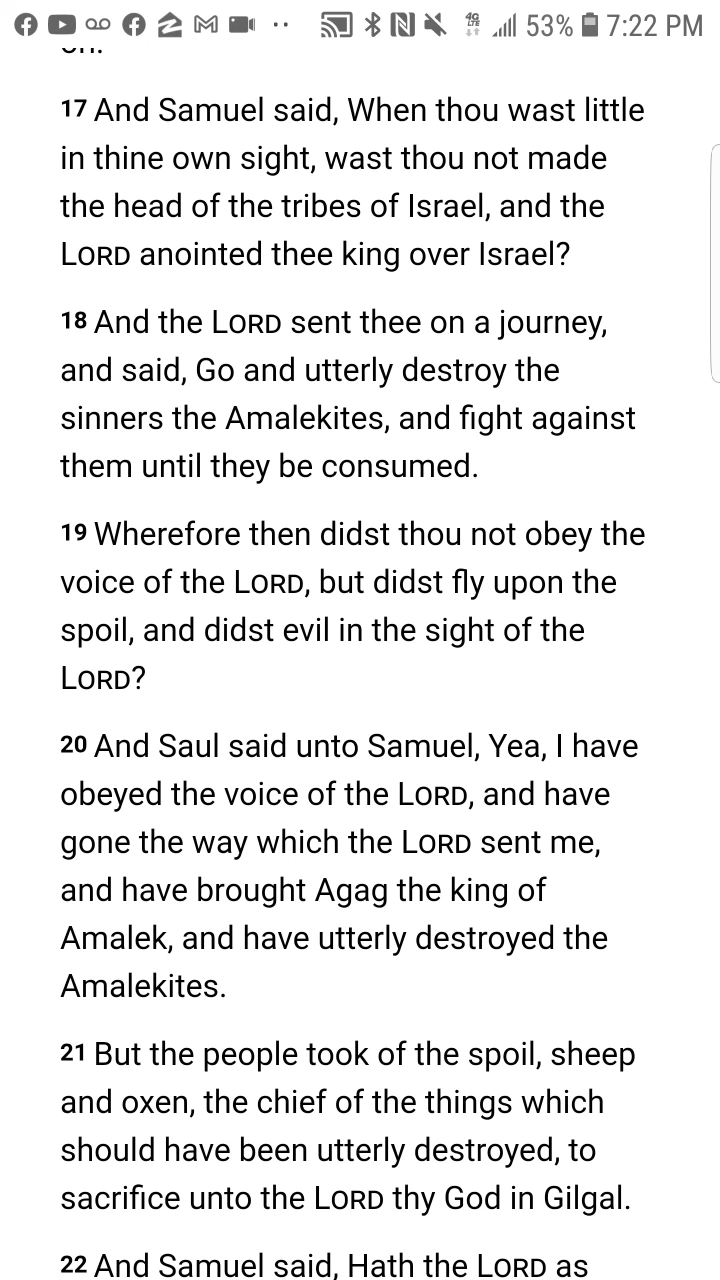 53% 7:22 PM
17 And Samuel said, When thou wast little
in thine own sight, wast thou not made
the head of the tribes of Israel, and the
LORD anointed thee king over Israel?
18 And the LORD sent thee on a journey,
and said, Go and utterly destroy the
sinners the Amalekites, and fight against
them until they be consumed.
19 Wherefore then didst thou not obey the
voice of the LORD, but didst fly upon the
spoil, and didst evil in the sight of the
LORD?
20 And Saul said unto Samuel, Yea, I have
obeyed the voice of the LORD, and have
gone the way which the LORD sent me,
and have brought Agag the king of
Amalek, and have utterly destroyed the
Amalekites.
21 But the people took of the spoil, sheep
and oxen, the chief of the things which
should have been utterly destroyed, to
sacrifice unto the LORD thy God in Gilgal.
22 And Samuel said, Hath the LORD as